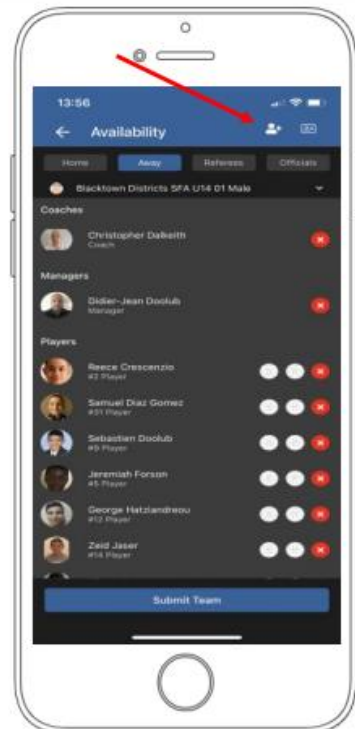 13:56
Availability
Home Away Referees Officials
Blacktown Districts SFA U14 01 Male
Coaches
Christopher Dalkeith
Coach
Managers
Didier-Jean Doolub
Manager
Players
Reece Crescenzio
#2 Player
Samuel Diaz Gomez
#31 Player
Sebastien Doolub
#9 Player
Jeremiah Forson
#5 Player
George Hatziandreou
#12 Player
Zeid Jaser
#14 Player
Submit Team